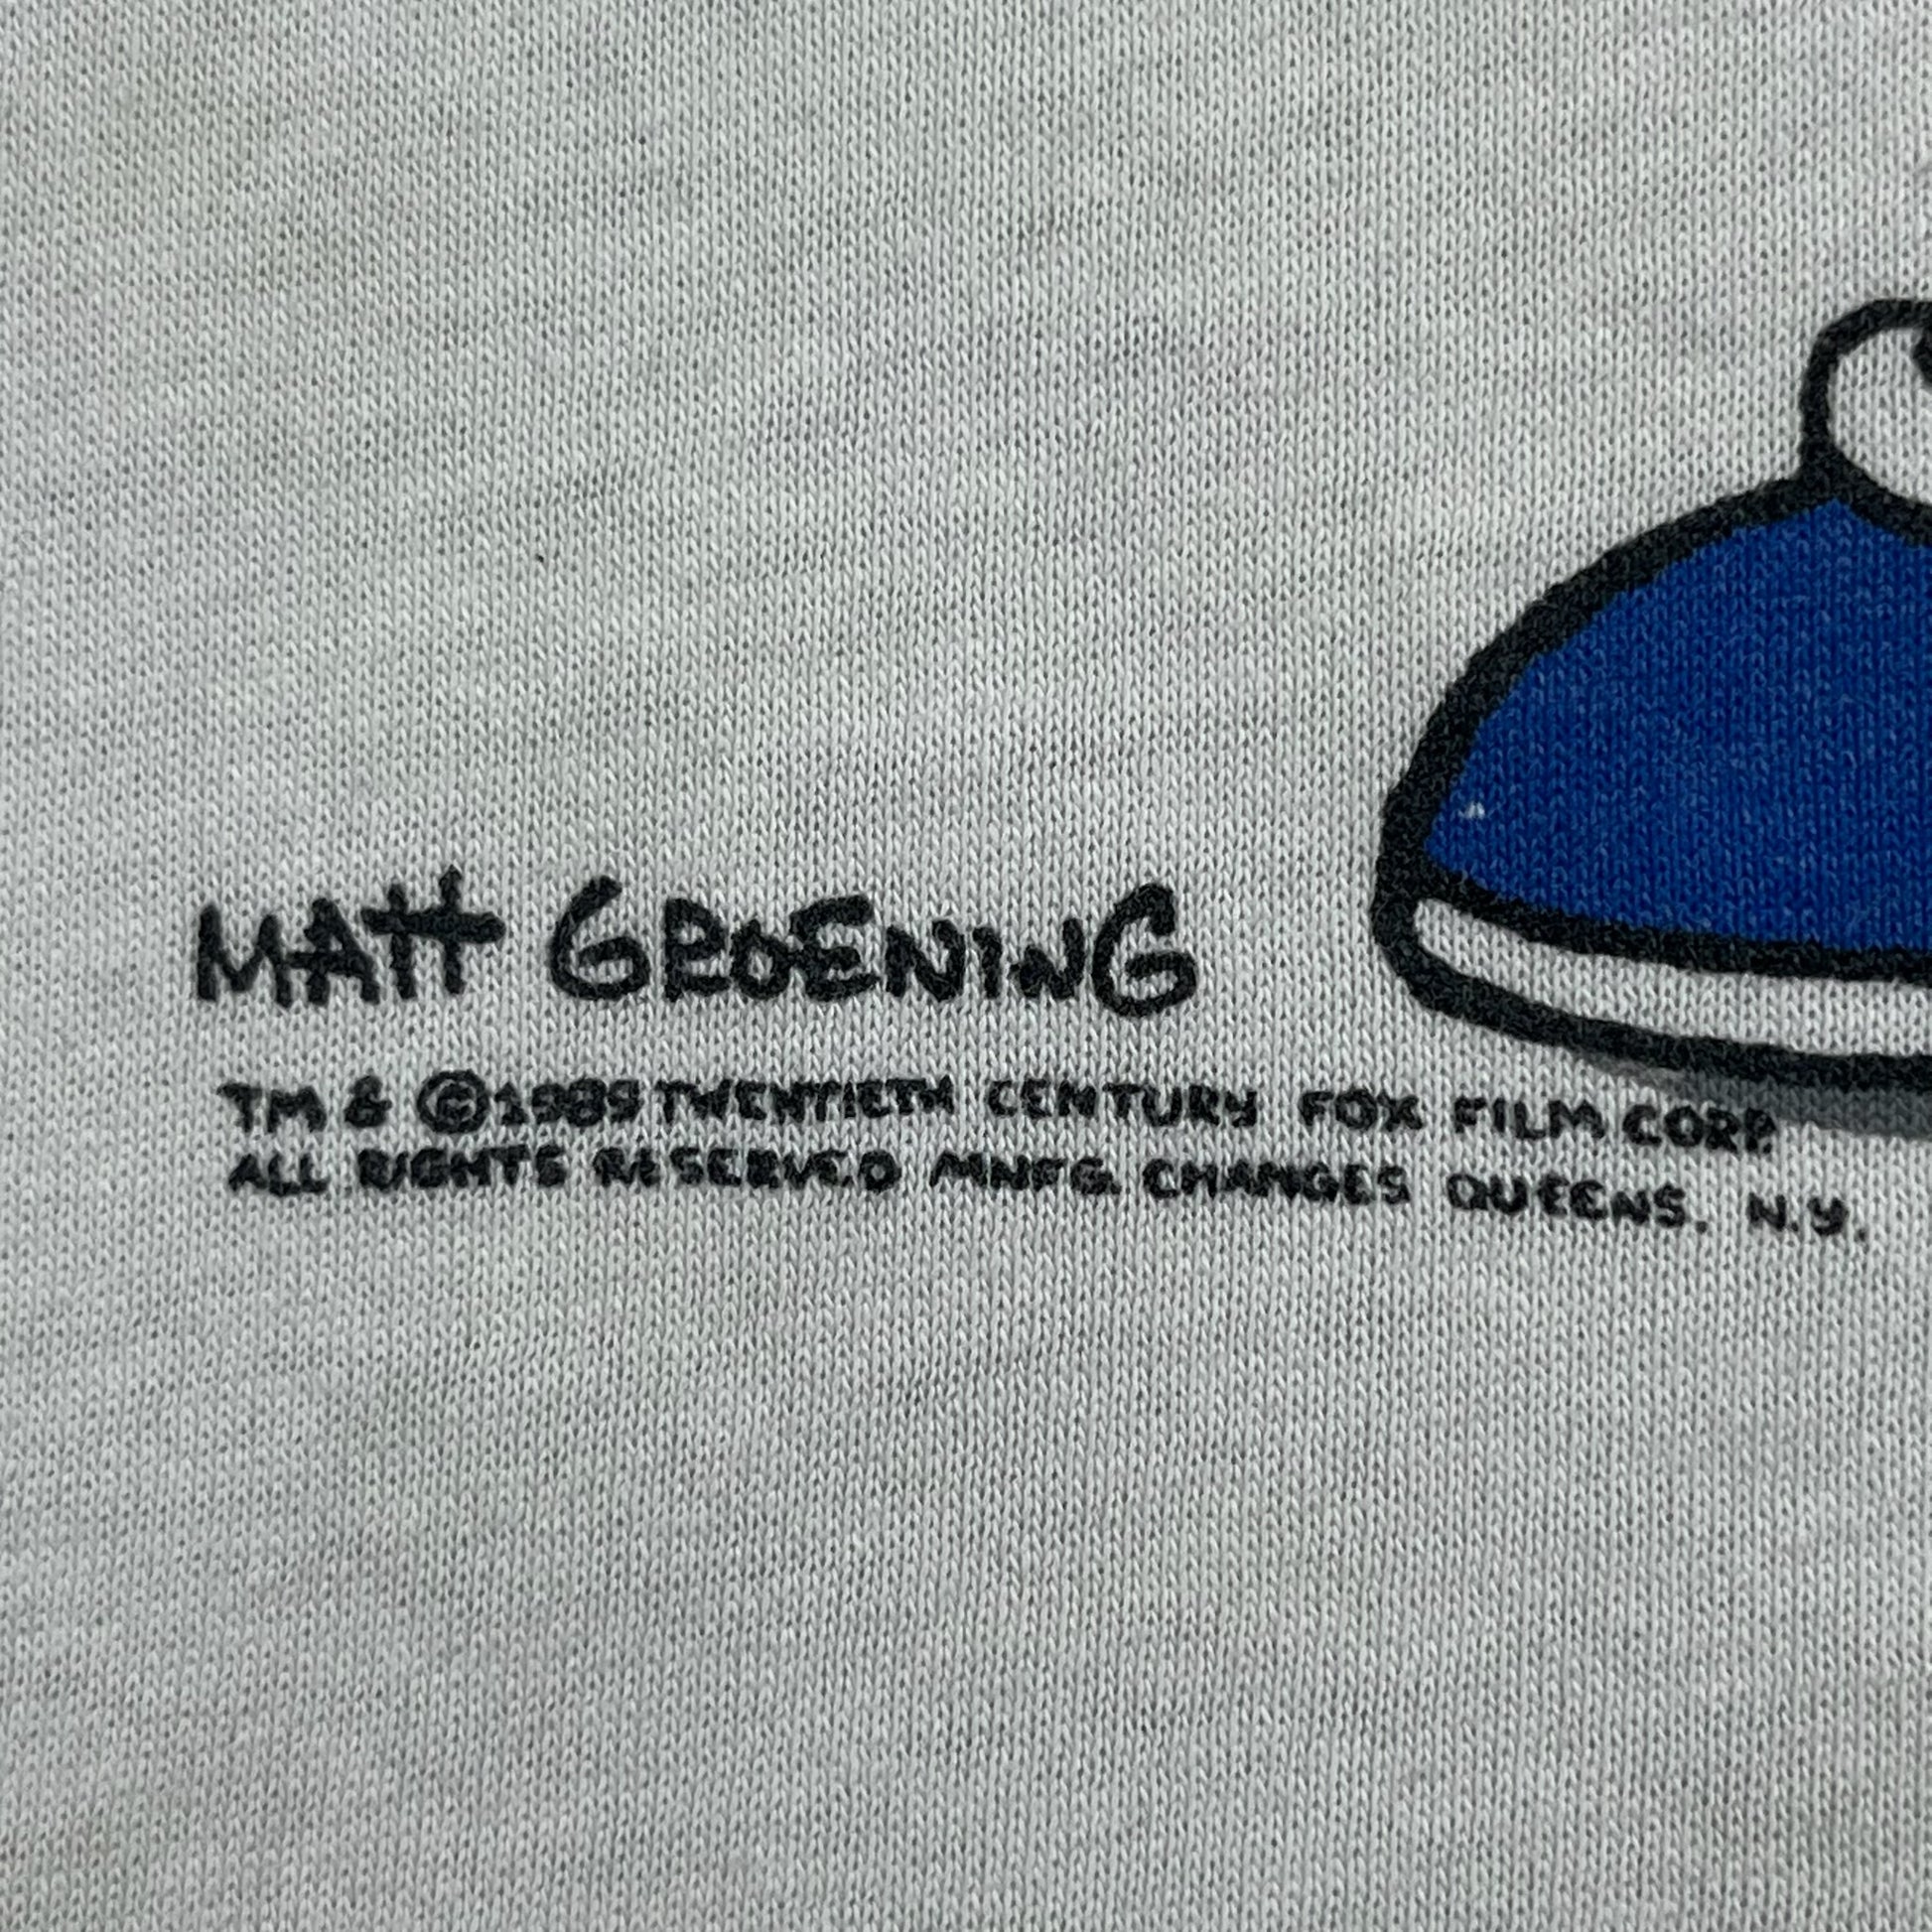 MATT GROENING
TM & ©1989 TWENTIETH CENTURY FOX FILM CORP.
ALL RIGHTS RESERVED MNFG. CHANGES QUEENS, N.Y.